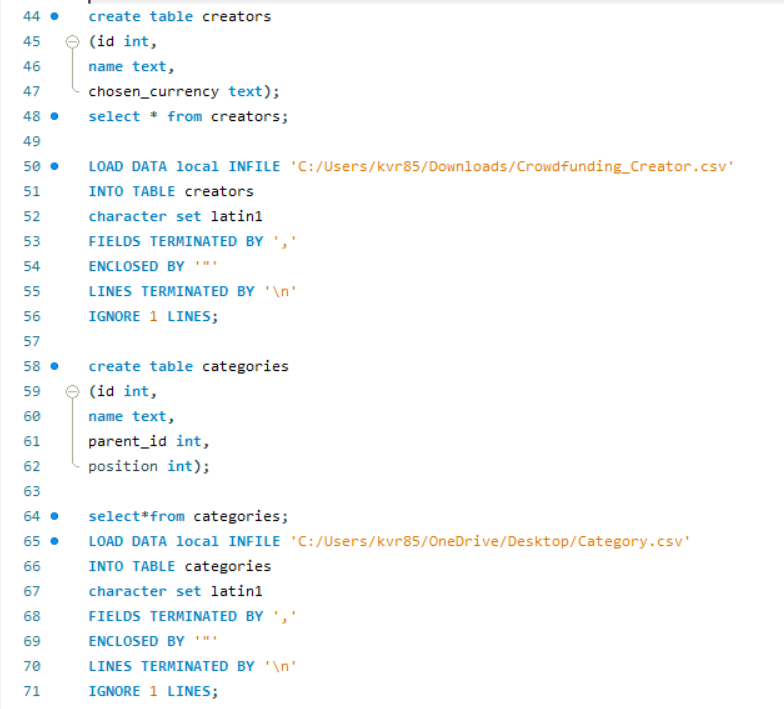 44 create table creators
45 (id int,
46 name text,
47 chosen_currency text);
48 select * from creators;
49
50 LOAD DATA local INFILE 'C:/Users/kvr85/Downloads/Crowdfunding_Creator.csv'
51 INTO TABLE creators
52 character set latin1
53 FIELDS TERMINATED BY ','
54 ENCLOSED BY '"'
55 LINES TERMINATED BY '\n'
56 IGNORE 1 LINES;
57
58 create table categories
59 (id int,
60 name text,
61 parent_id int,
62 position int);
63
64 select*from categories;
65 LOAD DATA local INFILE 'C:/Users/kvr85/OneDrive/Desktop/Category.csv'
66 INTO TABLE categories
67 character set latin1
68 FIELDS TERMINATED BY ','
69 ENCLOSED BY '"'
70 LINES TERMINATED BY '\n'
71 IGNORE 1 LINES;